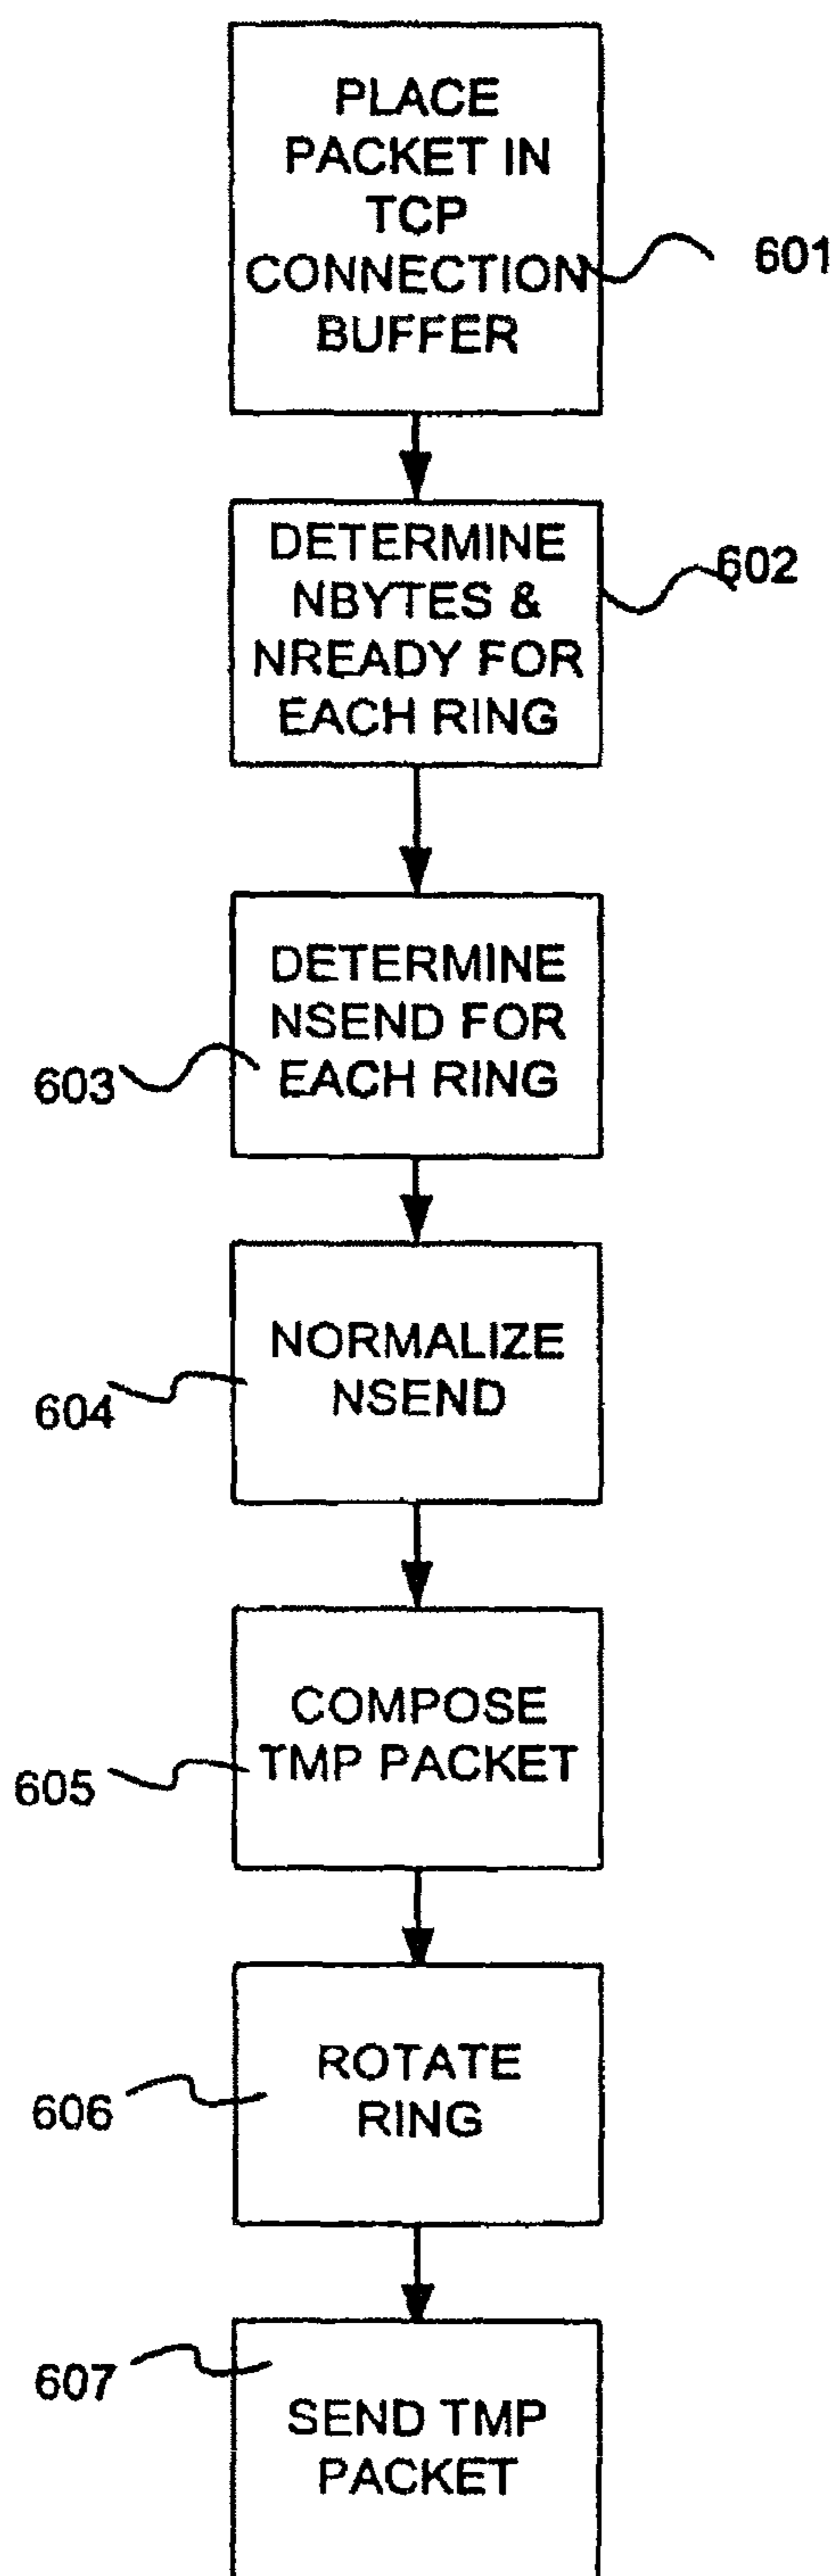 PLACE
PACKET IN
TCP
CONNECTION
BUFFER
601
DETERMINE
NBYTES &
NREADY FOR
EACH RING
602
DETERMINE
NSEND FOR
EACH RING
603
NORMALIZE
NSEND
604
COMPOSE
TMP PACKET
605
ROTATE
RING
606
607
SEND TMP
PACKET